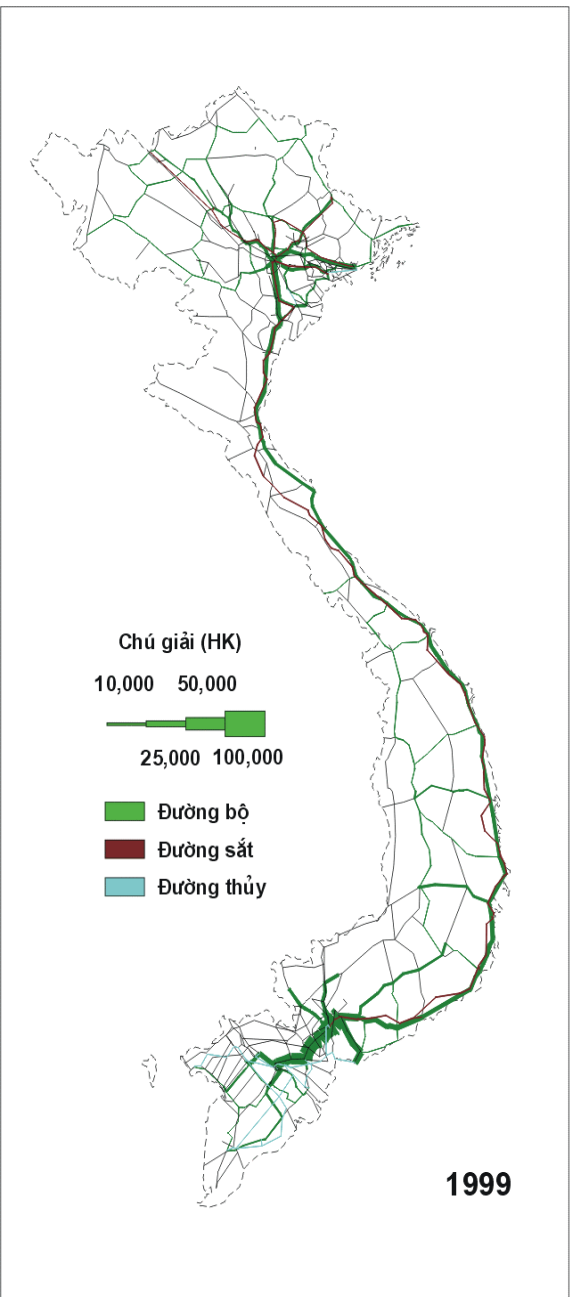 Chú giải (HK)
10,000 50,000
25,000 100,000
Đường bộ
Đường sắt
Đường thủy
1999